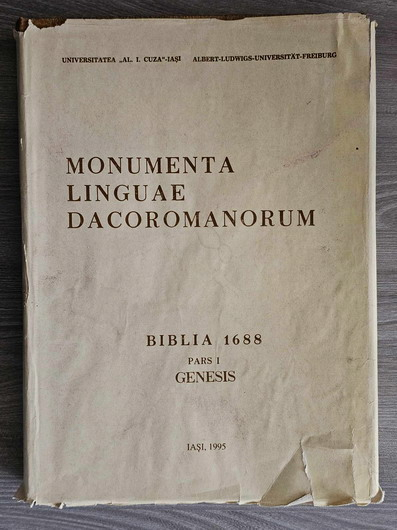 UNIVERSITATEA „AL. I. CUZA“-IAŞI ALBERT-LUDWIGS-UNIVERSITÄT-FREIBURG
MONUMENTA
LINGUAE
DACOROMANORUM
BIBLIA 1688
PARS I
GENESIS
IAŞI, 1995